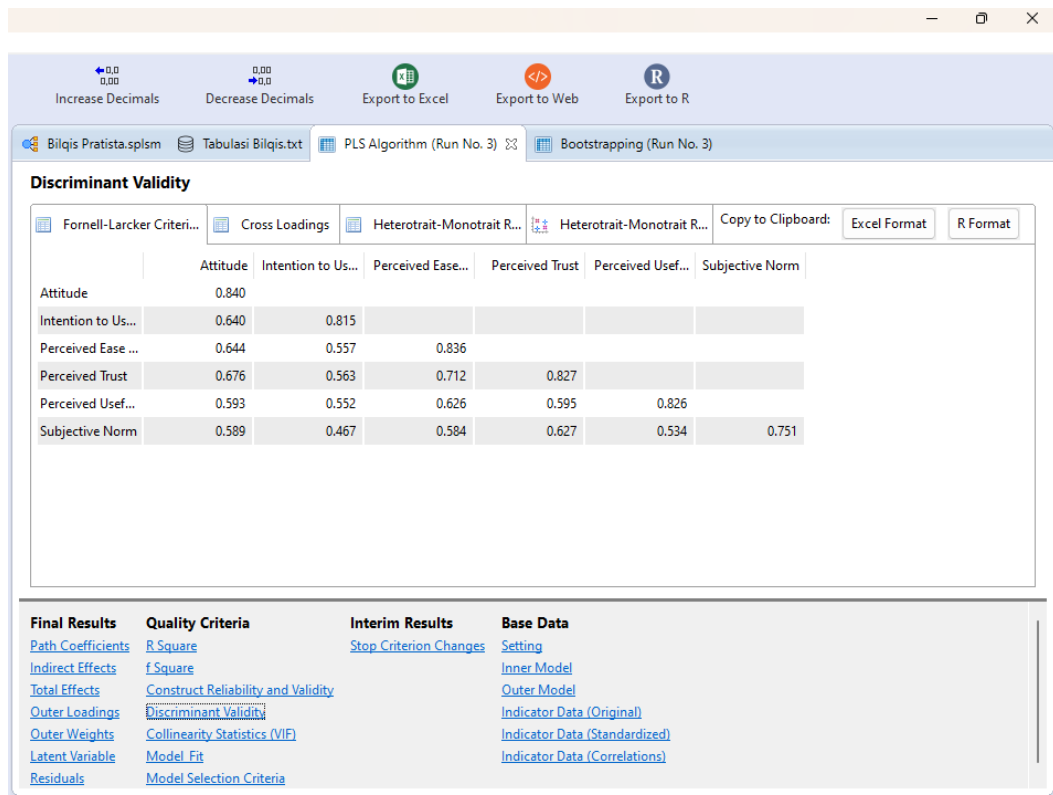 0,0
0,00
Increase Decimals
0,00
0,0
Decrease Decimals
Export to Excel
Export to Web
R
Export to R
Bilqis Pratista.splsm Tabulasi Bilqis.txt PLS Algorithm (Run No. 3) Bootstrapping (Run No. 3)
Discriminant Validity
Fornell-Larcker Criteri... Cross Loadings Heterotrait-Monotrait R... Heterotrait-Monotrait R... Copy to Clipboard: Excel Format R Format
Attitude Intention to Us... Perceived Ease... Perceived Trust Perceived Usef... Subjective Norm
Attitude 0.840
Intention to Us... 0.640 0.815
Perceived Ease ... 0.644 0.557 0.836
Perceived Trust 0.676 0.563 0.712 0.827
Perceived Usef... 0.593 0.552 0.626 0.595 0.826
Subjective Norm 0.589 0.467 0.584 0.627 0.534 0.751
Final Results Quality Criteria Interim Results Base Data
Path Coefficients R Square Stop Criterion Changes Setting
Indirect Effects f Square Inner Model
Total Effects Construct Reliability and Validity Outer Model
Outer Loadings Discriminant Validity Indicator Data (Original)
Outer Weights Collinearity Statistics (VIF) Indicator Data (Standardized)
Latent Variable Model_Fit Indicator Data (Correlations)
Residuals Model Selection Criteria